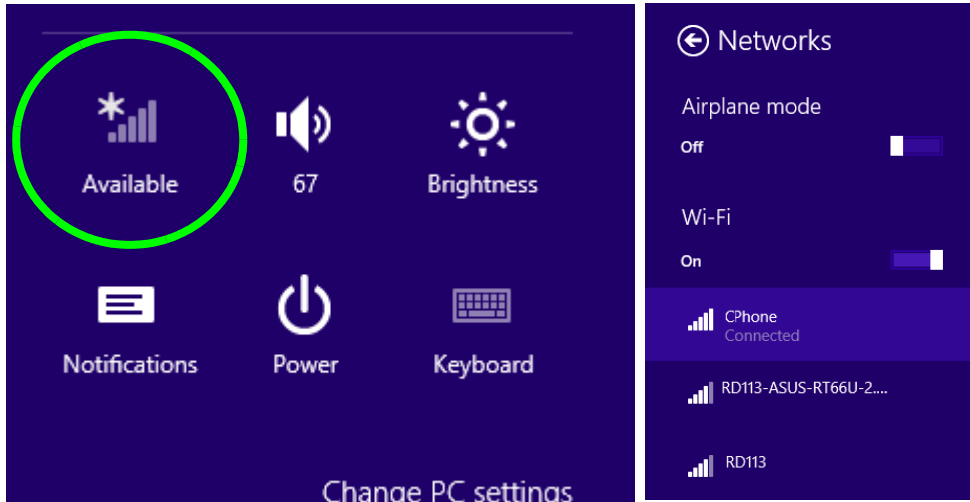 Available
67
Brightness
Notifications
Power
Keyboard
Change PC settings
Networks
Airplane mode
Off
Wi-Fi
On
CPhone
Connected
RD113-ASUS-RT66U-2....
RD113